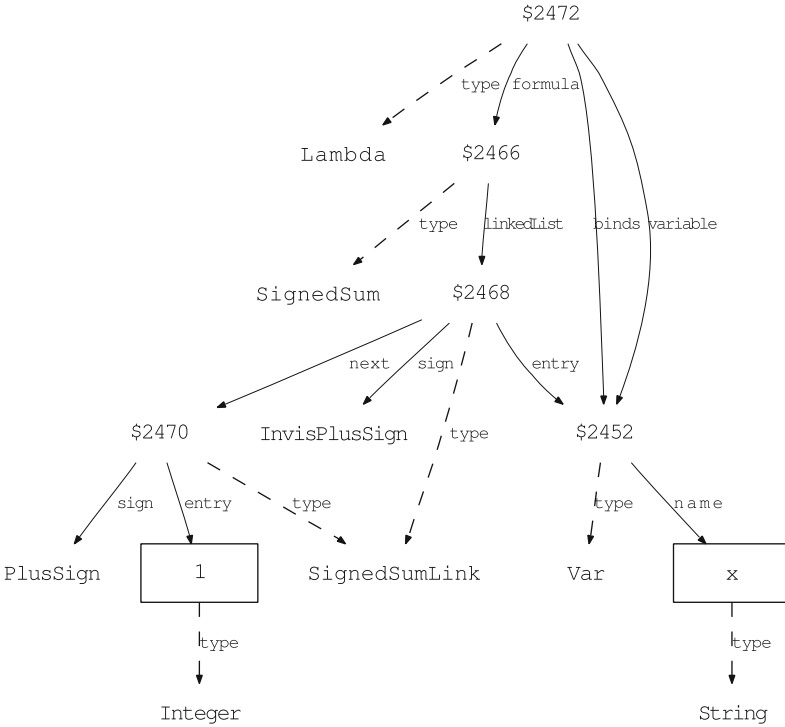 $2472
type formula
Lambda $2466
type linkedList binds variable
SignedSum $2468
next sign entry
$2470 InvisPlusSign type $2452
sign entry type type name
PlusSign 1 SignedSumLink Var x
type type
Integer String